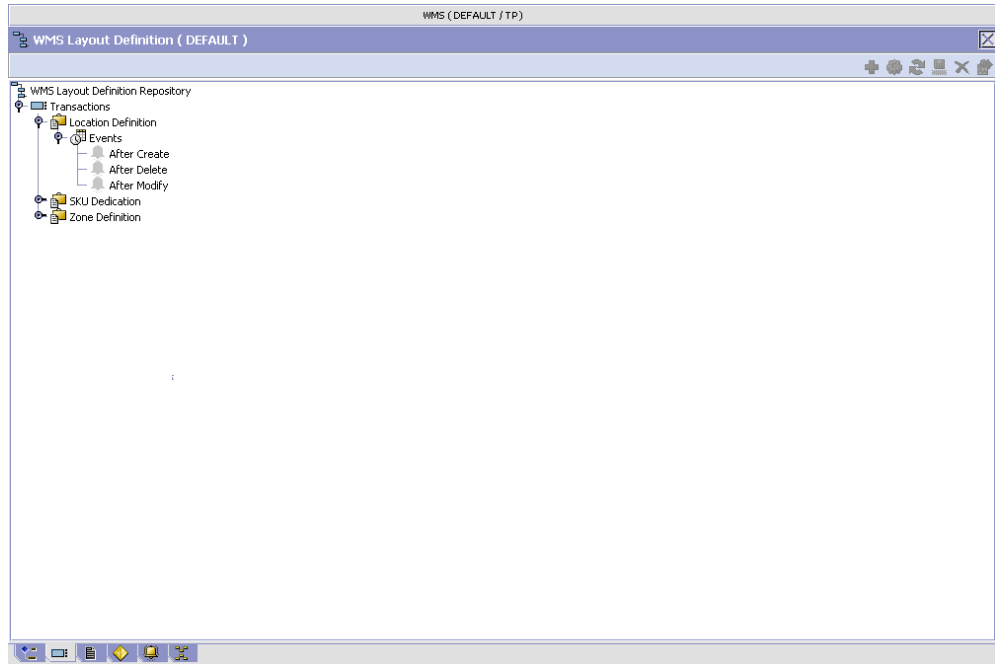 WMS ( DEFAULT / TP )
WMS Layout Definition ( DEFAULT )
WMS Layout Definition Repository
Transactions
Location Definition
Events
After Create
After Delete
After Modify
SKU Dedication
Zone Definition